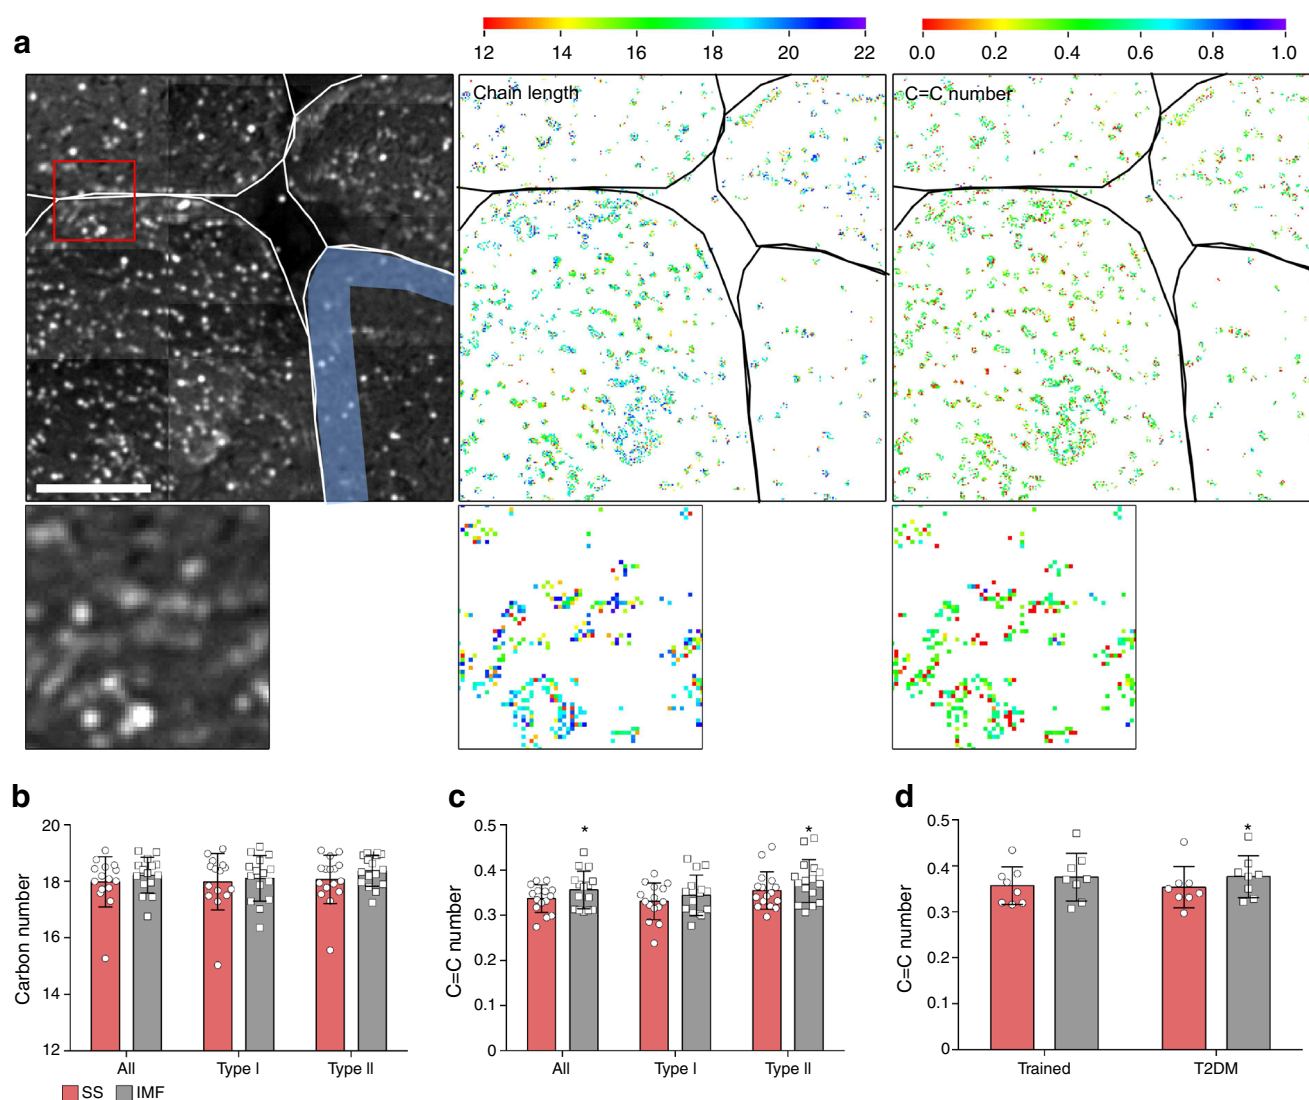 a
12 14 16 18 20 22
0.0 0.2 0.4 0.6 0.8 1.0
Chain length
C=C number
b
Carbon number
20
18
16
14
12
All Type I Type II
SS IMF
c
C=C number
0.5
0.4
0.3
0.2
0.1
0
* *
All Type I Type II
d
C=C number
0.5
0.4
0.3
0.2
0.1
0
*
Trained T2DM